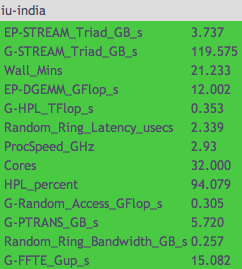 iu-india
EP-STREAM_Triad_GB_s 3.737
G-STREAM_Triad_GB_s 119.575
Wall_Mins 21.233
EP-DGEMM_GFlop_s 12.002
G-HPL_TFlop_s 0.353
Random_Ring_Latency_usecs 2.339
ProcSpeed_GHz 2.93
Cores 32.000
HPL_percent 94.079
G-Random_Access_GFlop_s 0.305
G-PTRANS_GB_s 5.720
Random_Ring_Bandwidth_GB_s 0.257
G-FFTE_Gup_s 15.082